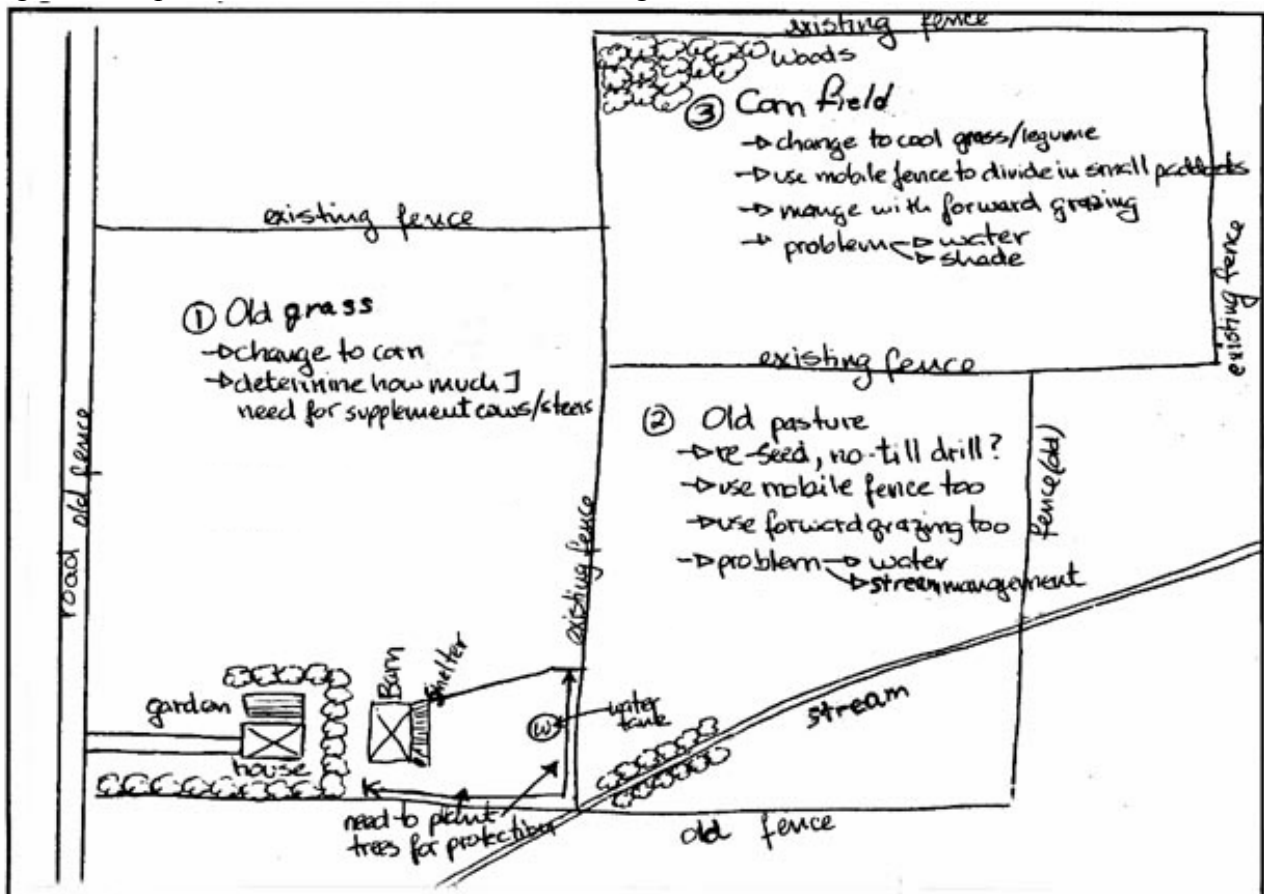 existing fence
woods
③ Corn field
→ change to cool grass/legume
→ use mobile fence to divide in small paddocks
→ mange with forward grazing
→ problem → water
→ shade
existing fence
existing fence
① Old grass
→ change to corn
→ determine how much I
need for supplement cows/steers
existing fence
② Old pasture
→ re-seed, no-till drill?
→ use mobile fence too
→ use forward grazing too
→ problem → water
→ stream mangement
fence (old)
road
old fence
existing fence
garden
house
Barn
shelter
water
tank
W
stream
need to plant
trees for protection
old fence